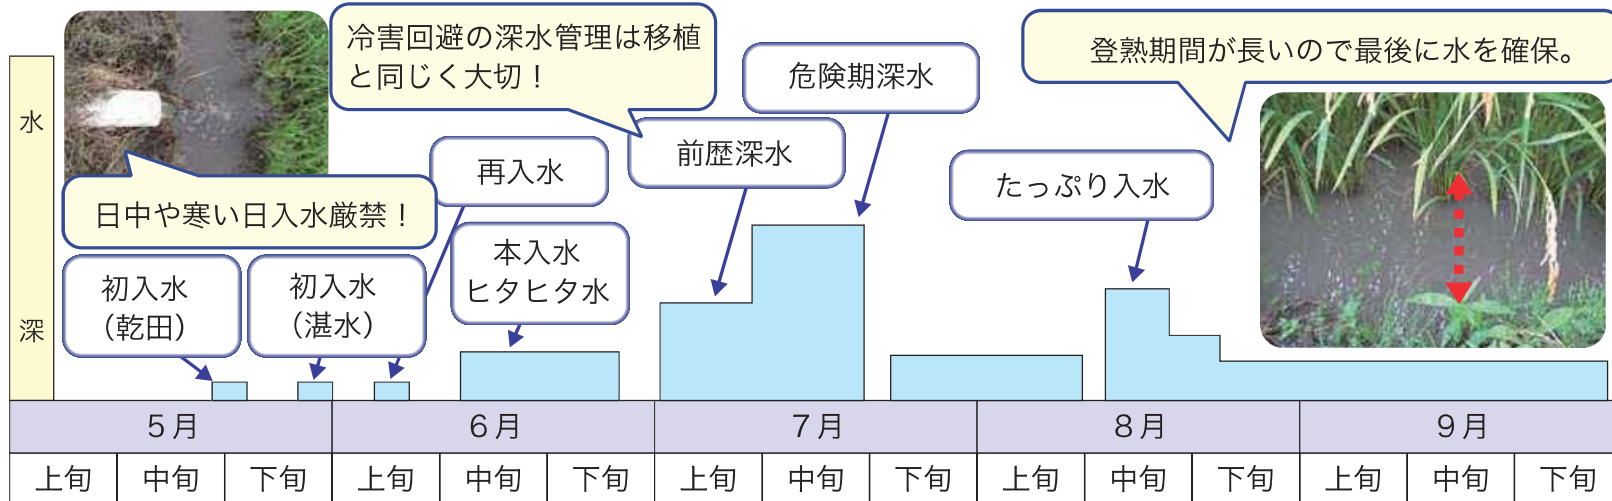 冷害回避の深水管理は移植
と同じく大切！
登熟期間が長いので最後に水を確保。
危険期深水
水
深
前歴深水
再入水
たっぷり入水
日中や寒い日入水厳禁！
本入水
ヒタヒタ水
初入水
（乾田）
初入水
（湛水）
5月 6月 7月 8月 9月
上旬 中旬 下旬 上旬 中旬 下旬 上旬 中旬 下旬 上旬 中旬 下旬 上旬 中旬 下旬